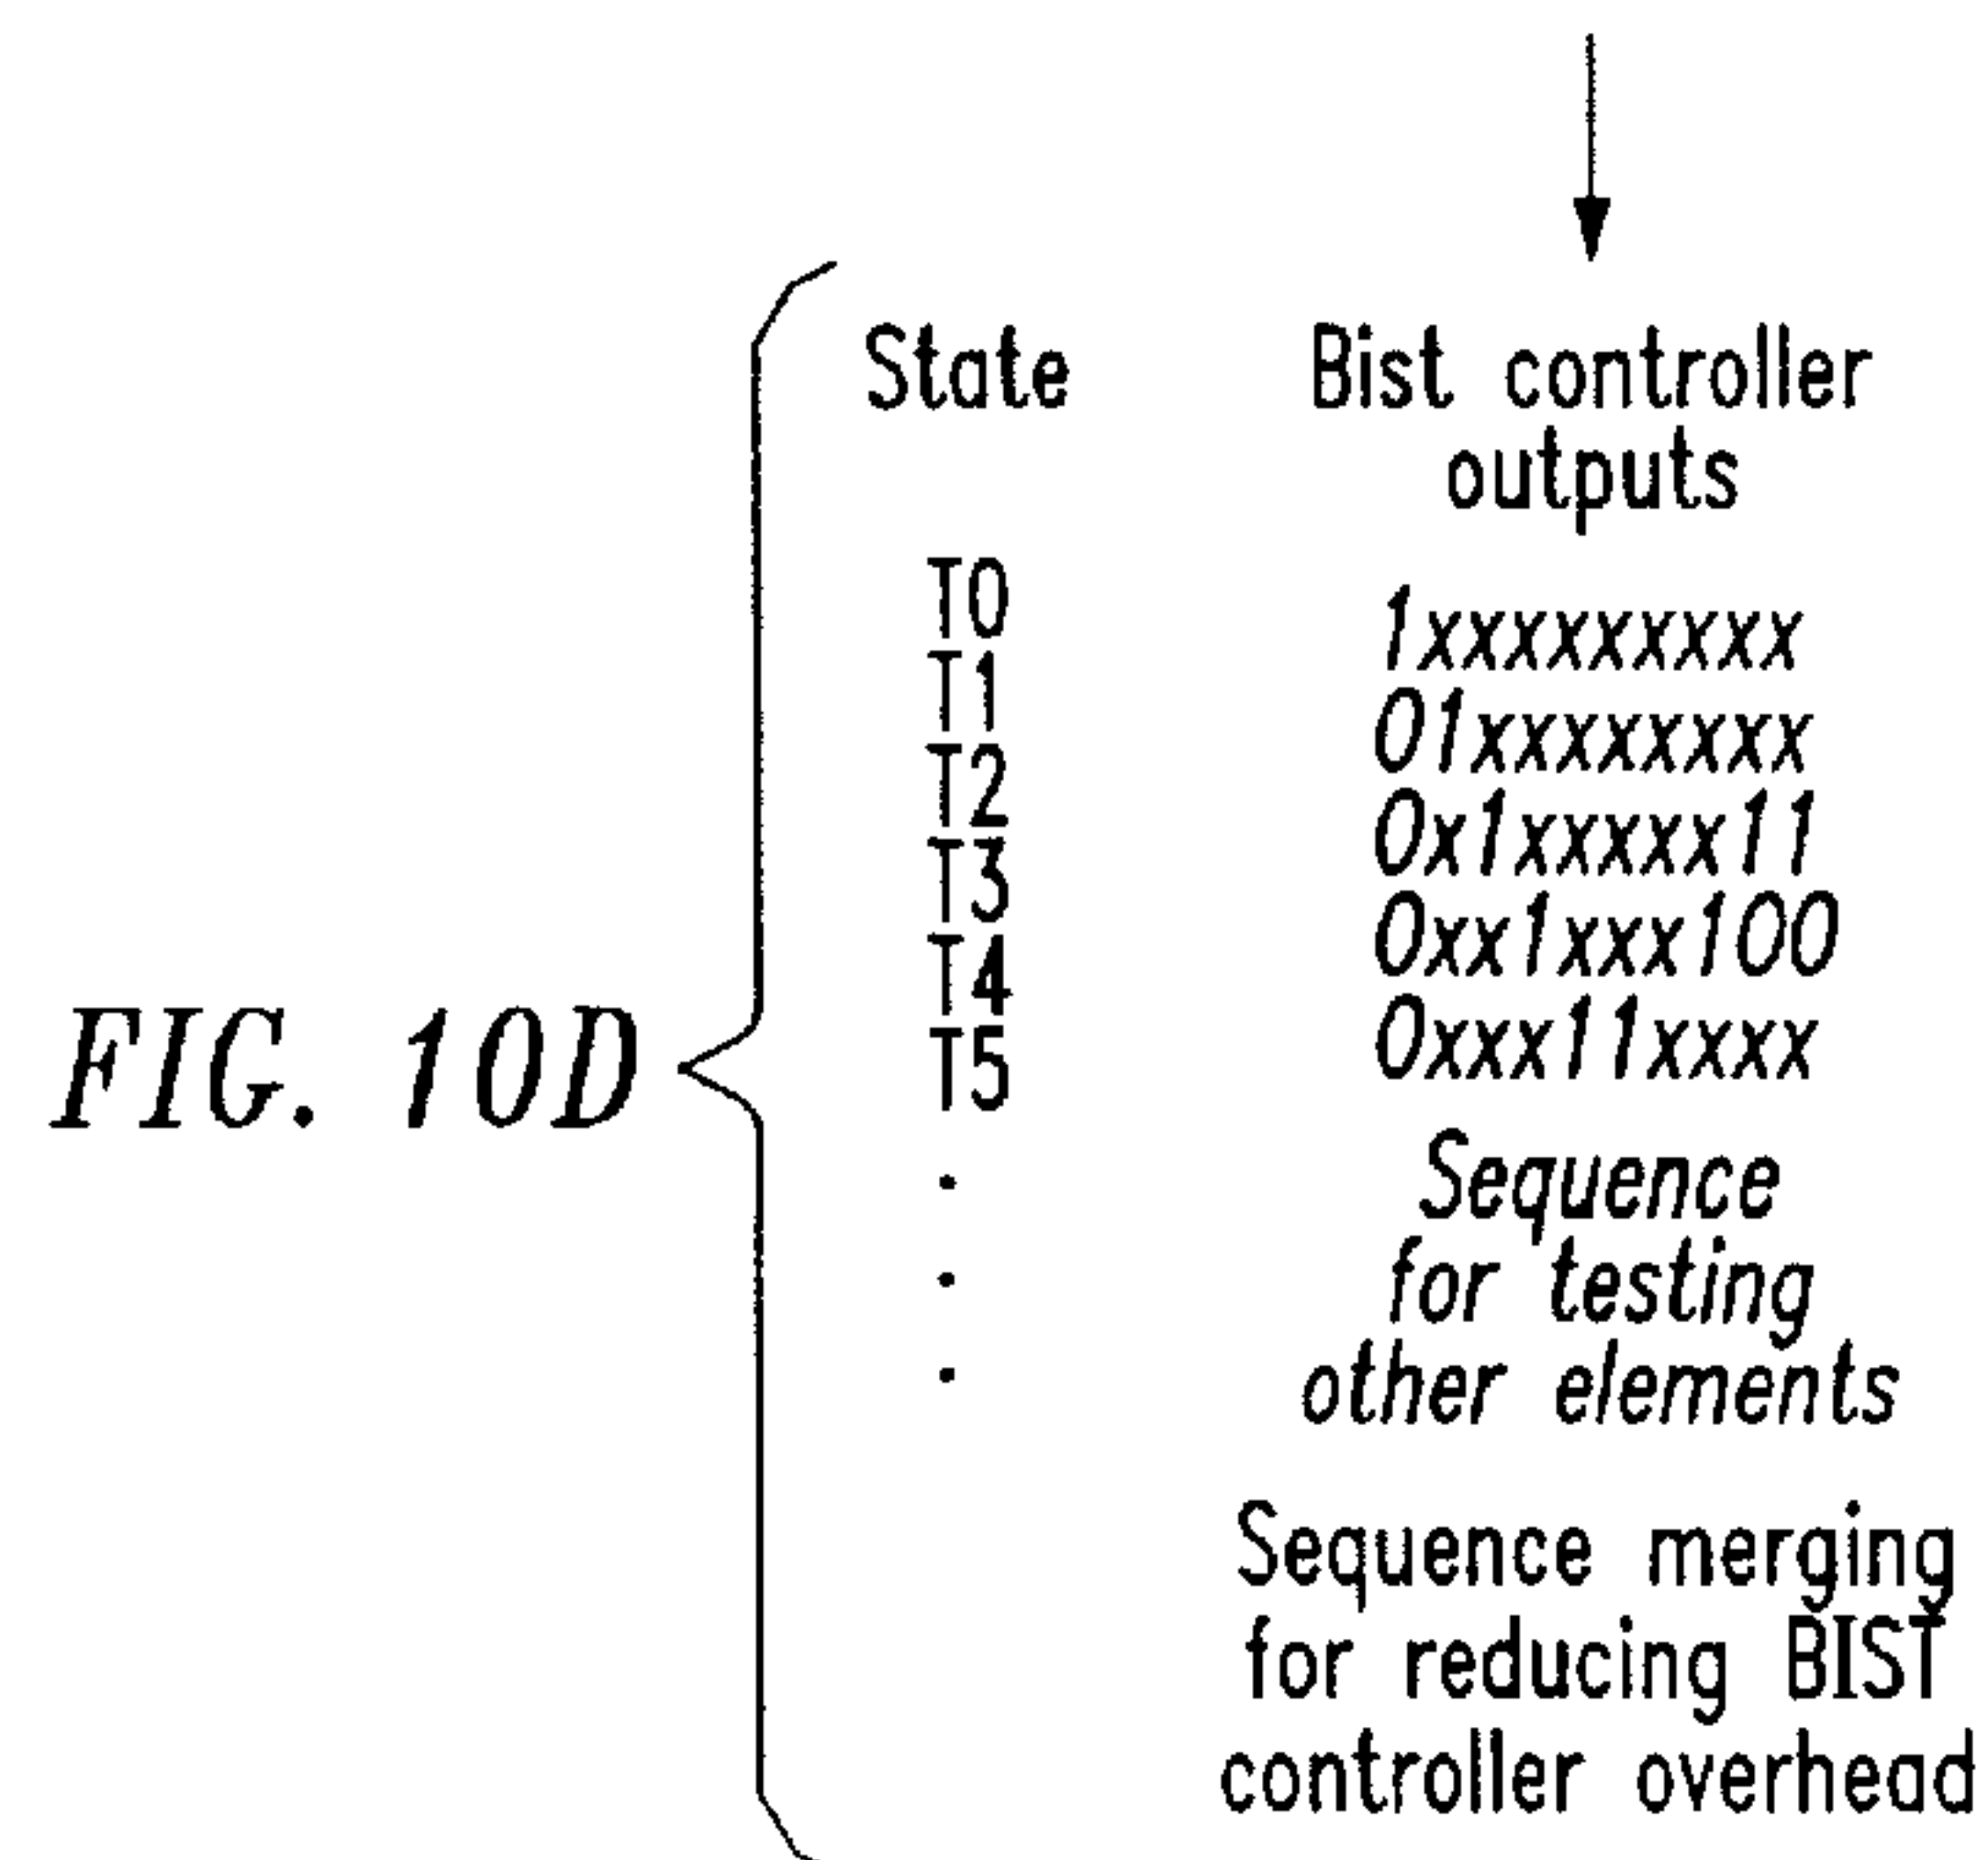 State
Bist controller
outputs
T0
T1
T2
T3
T4
T5
.
.
.
1xxxxxxxxx
01xxxxxxxx
0x1xxxxx11
0xx1xxx100
0xxx11xxxx
Sequence
for testing
other elements
Sequence merging
for reducing BIST
controller overhead
FIG. 10D